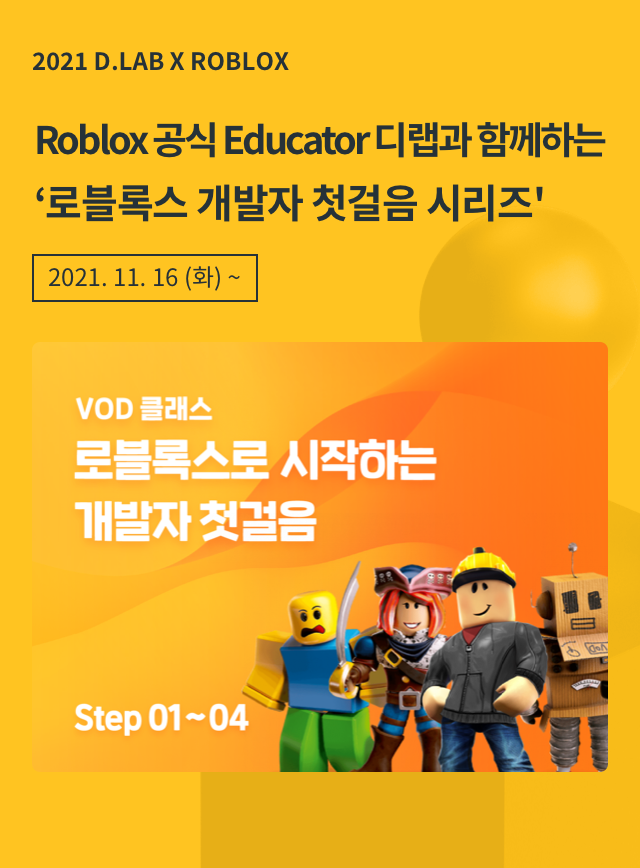 2021 D.LAB X ROBLOX
Roblox 공식 Educator 디랩과 함께하는
‘로블록스 개발자 첫걸음 시리즈'
2021. 11. 16 (화) ~
VOD 클래스
로블록스로 시작하는
개발자 첫걸음
Step 01~04